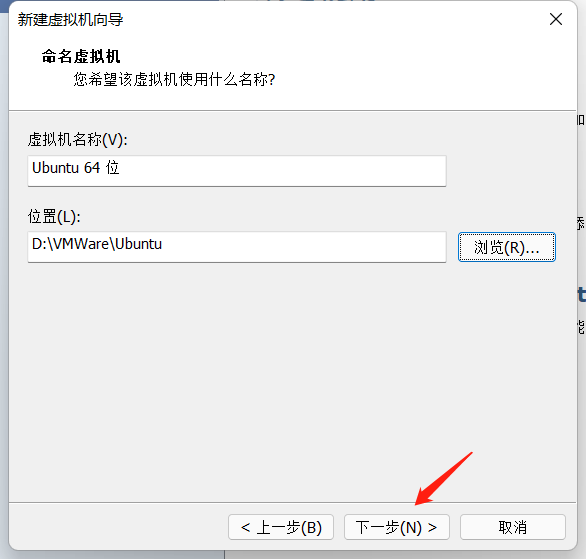 新建虚拟机向导
命名虚拟机
您希望该虚拟机使用什么名称?
虚拟机名称(V):
Ubuntu 64 位
位置(L):
D:\VMWare\Ubuntu
浏览(R)...
< 上一步(B)
下一步(N) >
取消